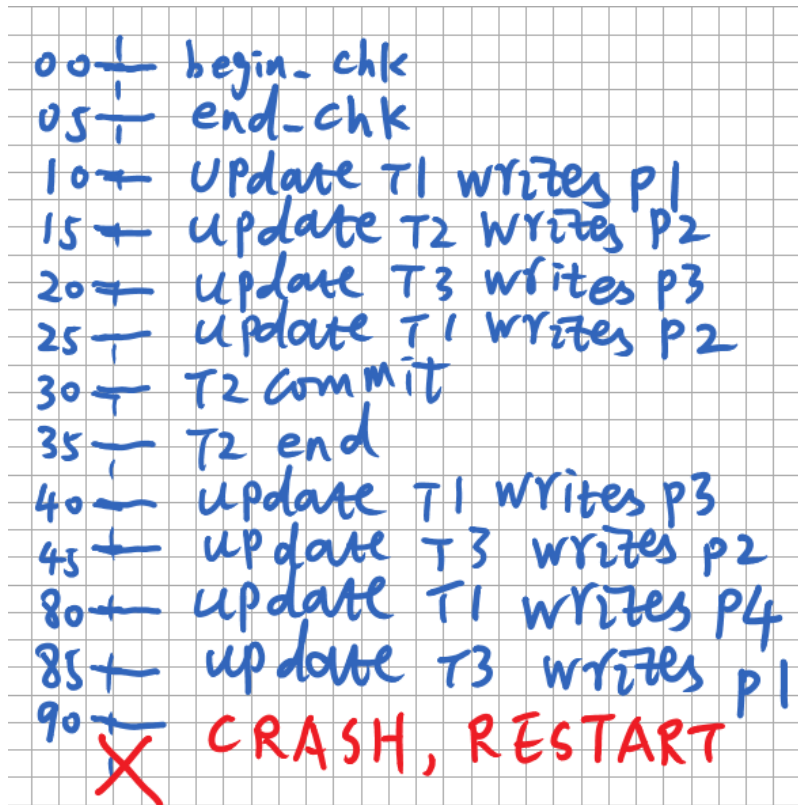 00 begin_chk
05 end_chk
10 update T1 writes p1
15 update T2 writes p2
20 update T3 writes p3
25 update T1 writes p2
30 T2 commit
35 T2 end
40 update T1 writes p3
45 update T3 writes p2
80 update T1 writes p4
85 update T3 writes p1
90 CRASH, RESTART